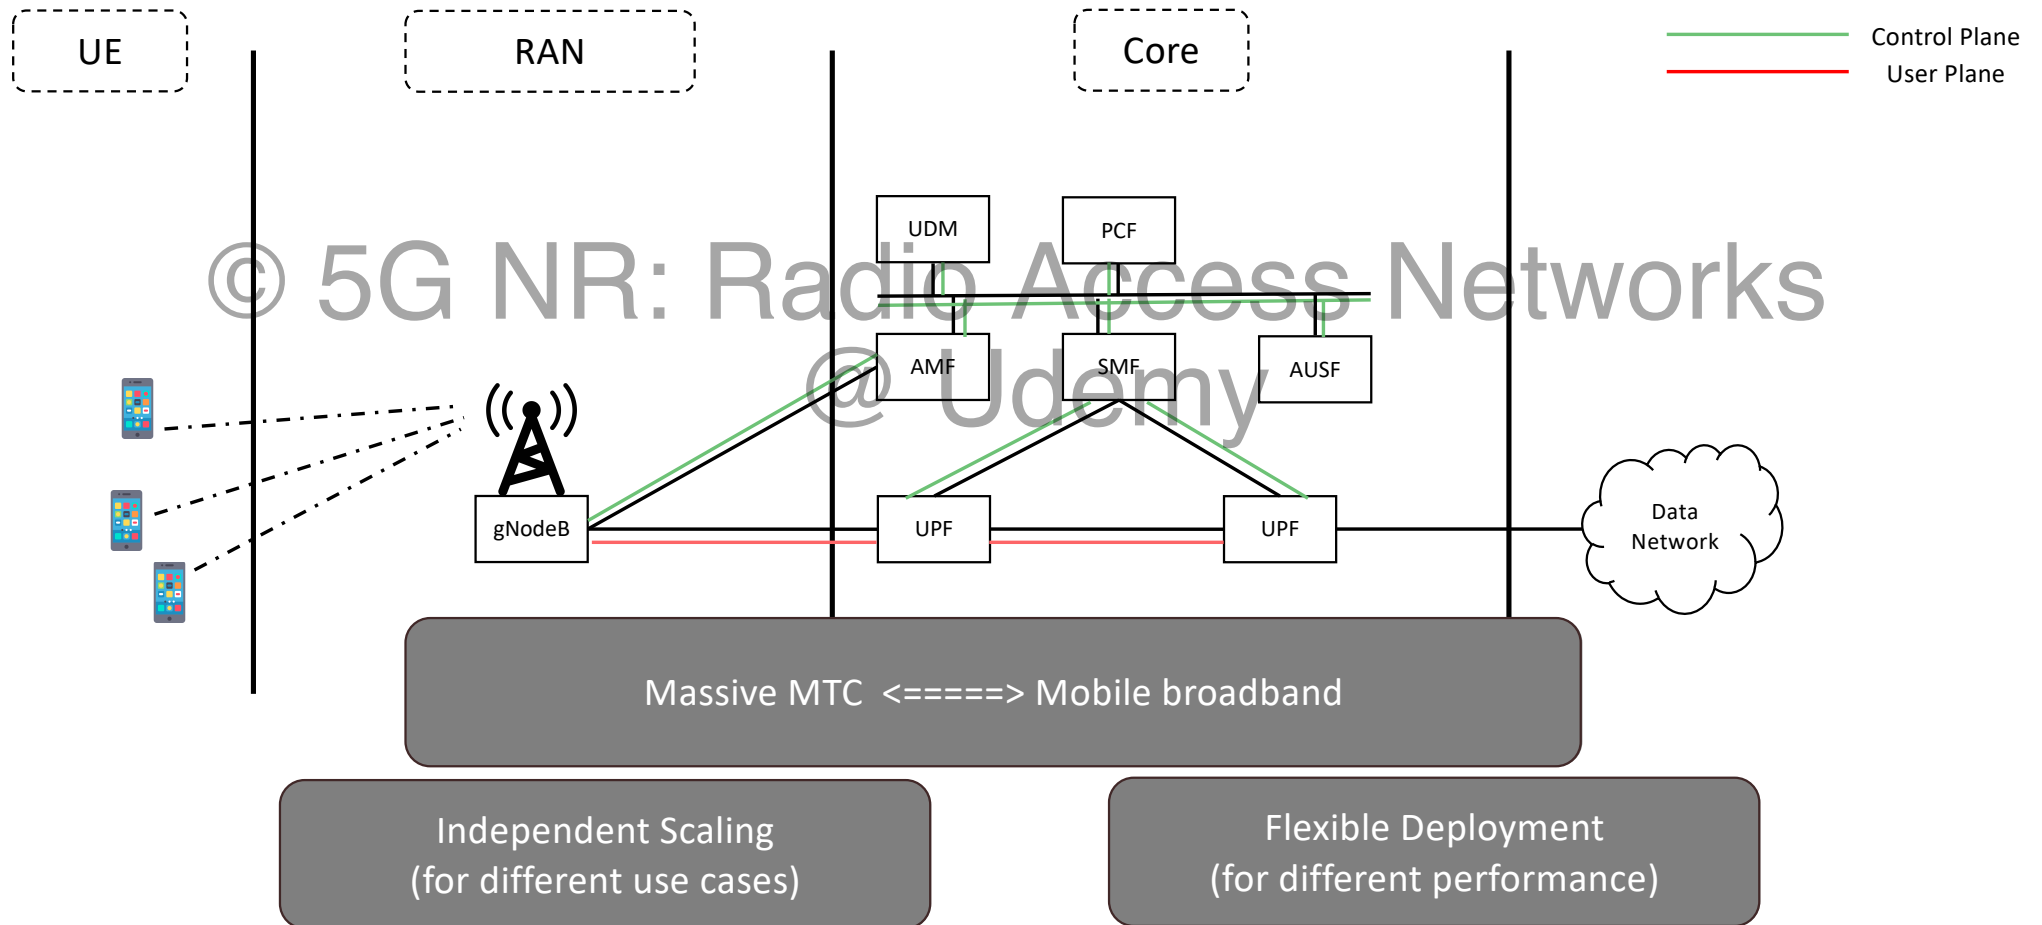 UE
RAN
Core
Control Plane
User Plane
UDM
PCF
© 5G NR: Radio Access Networks
@ Udemy
AMF
SMF
AUSF
gNodeB
UPF
UPF
Data
Network
Massive MTC <=====> Mobile broadband
Independent Scaling
(for different use cases)
Flexible Deployment
(for different performance)